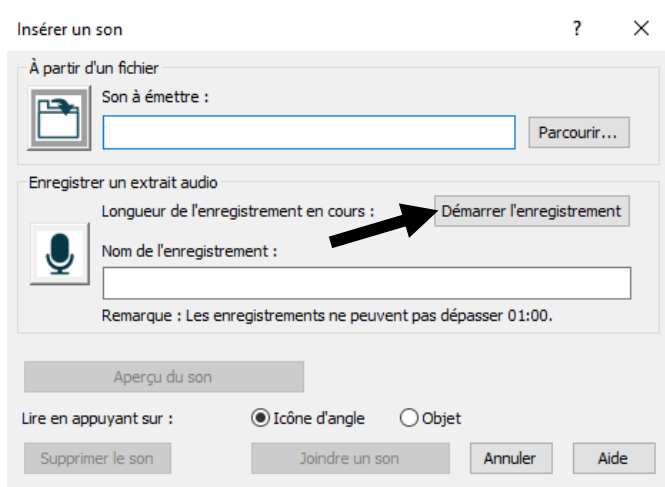 Insérer un son
?
À partir d'un fichier
Son à émettre :
Parcourir...
Enregistrer un extrait audio
Longueur de l'enregistrement en cours :
Démarrer l'enregistrement
Nom de l'enregistrement :
Remarque : Les enregistrements ne peuvent pas dépasser 01:00.
Aperçu du son
Lire en appuyant sur :
Icône d'angle
Objet
Supprimer le son
Joindre un son
Annuler
Aide